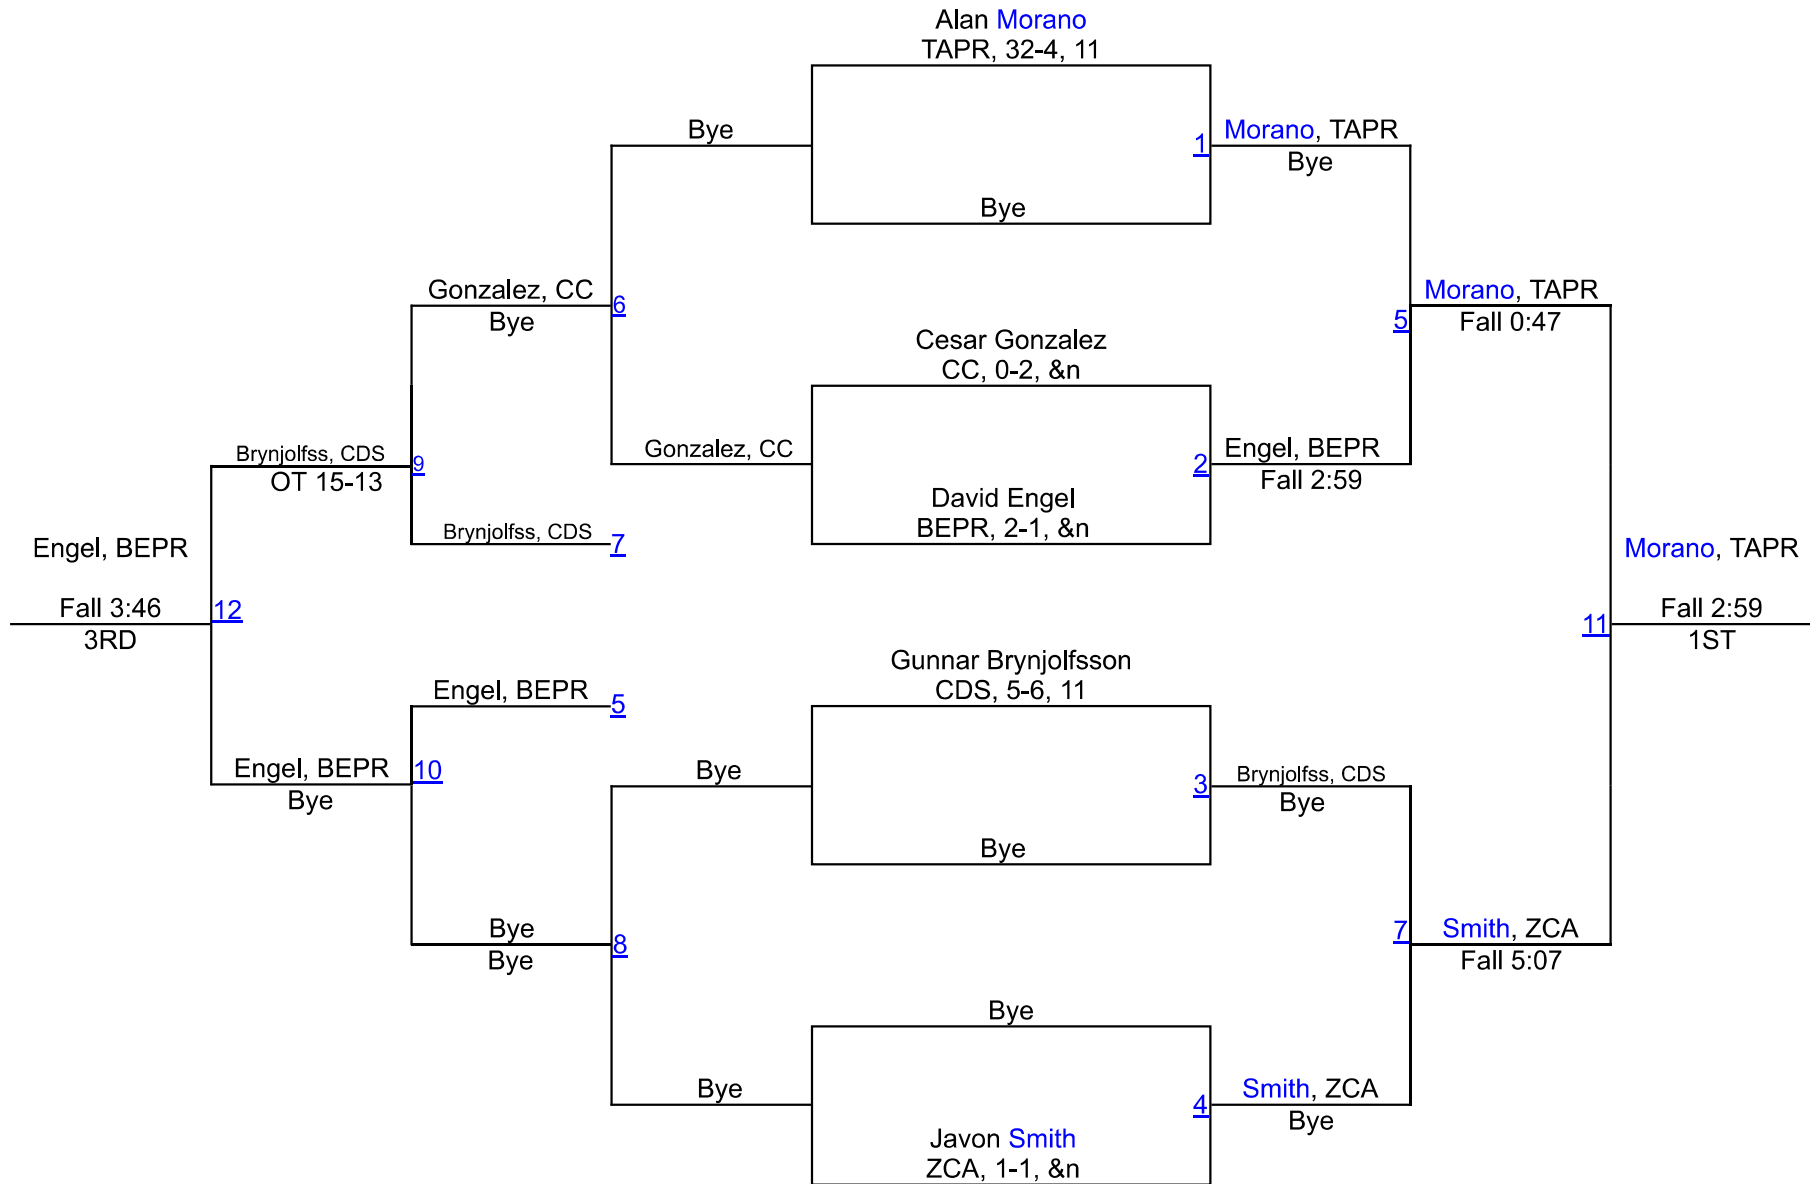 Alan Morano
TAPR, 32-4, 11
Bye
1
Morano, TAPR
Bye
Bye
Gonzalez, CC
Bye
6
Morano, TAPR
Fall 0:47
5
Cesar Gonzalez
CC, 0-2, &n
Brynjolfss, CDS
OT 15-13
9
Gonzalez, CC
2
Engel, BEPR
Fall 2:59
David Engel
BEPR, 2-1, &n
Brynjolfss, CDS
7
Engel, BEPR
Fall 3:46
3RD
12
Morano, TAPR
Fall 2:59
1ST
11
Gunnar Brynjolfsson
CDS, 5-6, 11
Engel, BEPR
5
Engel, BEPR
Bye
10
Bye
3
Brynjolfss, CDS
Bye
Bye
Bye
Bye
8
7
Smith, ZCA
Fall 5:07
Bye
Bye
4
Smith, ZCA
Bye
Javon Smith
ZCA, 1-1, &n